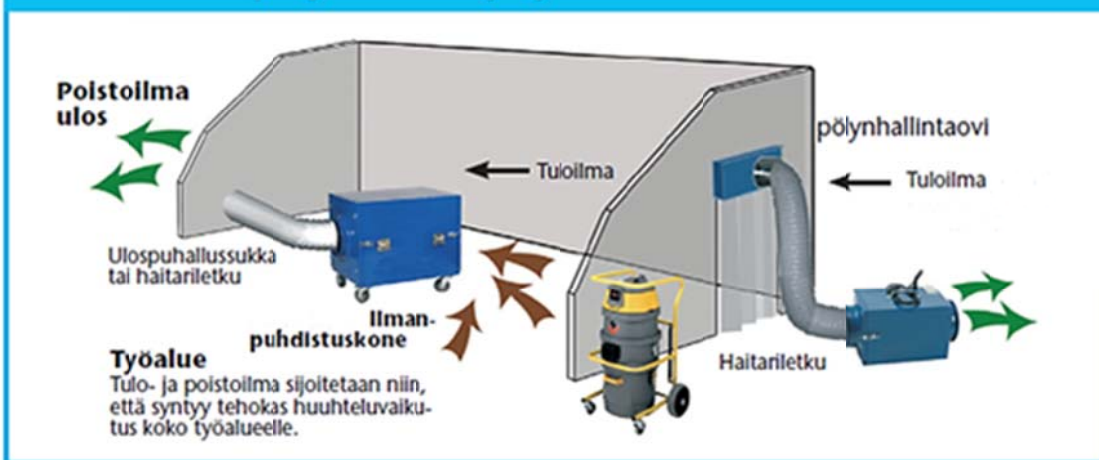 Poistoilma
ulos
pölynhallintaovi
Tuloilma
Tuloilma
Ulospuhallussukka
tai haitariletku
Ilman-
puhdistuskone
Haitariletku
Työalue
Tulo- ja poistoilma sijoitetaan niin,
että syntyy tehokas huuhteluvaiku-
tus koko työalueelle.